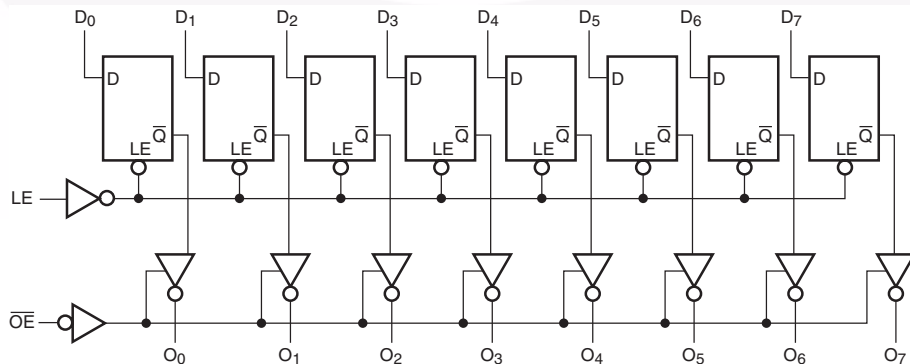 D0 D1 D2 D3 D4 D5 D6 D7
D D D D D D D D
Q̅ Q̅ Q̅ Q̅ Q̅ Q̅ Q̅ Q̅
LE LE LE LE LE LE LE LE
LE
O̅E̅
O0 O1 O2 O3 O4 O5 O6 O7